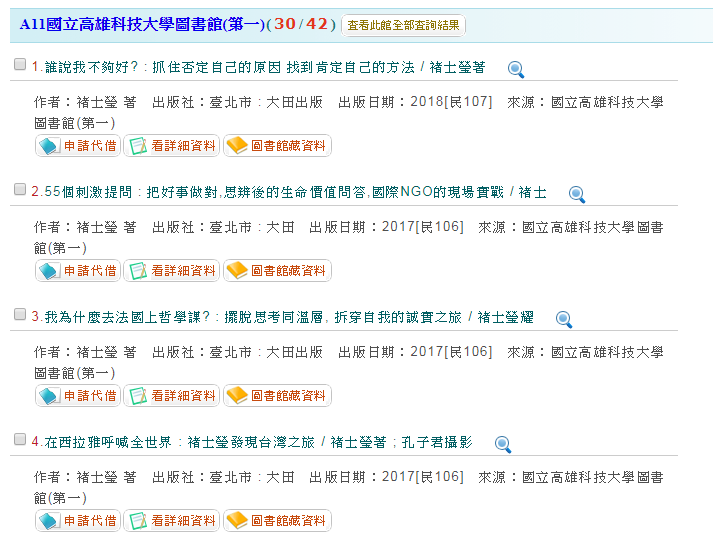 A11國立高雄科技大學圖書館(第一)( 30 / 42 ) 查看此館全部查詢結果
1.誰說我不夠好? : 抓住否定自己的原因 找到肯定自己的方法 / 褚士瑩著
作者：褚士瑩 著 出版社：臺北市 : 大田出版 出版日期：2018[民107] 來源：國立高雄科技大學
圖書館(第一)
申請代借 看詳細資料 圖書館藏資料
2.55個刺激提問 : 把好事做對,思辨後的生命價值問答,國際NGO的現場實戰 / 褚士
作者：褚士瑩 著 出版社：臺北市 : 大田 出版日期：2017[民106] 來源：國立高雄科技大學圖書
館(第一)
申請代借 看詳細資料 圖書館藏資料
3.我為什麼去法國上哲學課? : 擺脫思考同溫層, 拆穿自我的誠實之旅 / 褚士瑩耀
作者：褚士瑩 著 出版社：臺北市 : 大田出版 出版日期：2017[民106] 來源：國立高雄科技大學
圖書館(第一)
申請代借 看詳細資料 圖書館藏資料
4.在西拉雅呼喊全世界 : 褚士瑩發現台灣之旅 / 褚士瑩著 ; 孔子君攝影
作者：褚士瑩 著 出版社：臺北市 : 大田 出版日期：2017[民106] 來源：國立高雄科技大學圖書
館(第一)
申請代借 看詳細資料 圖書館藏資料